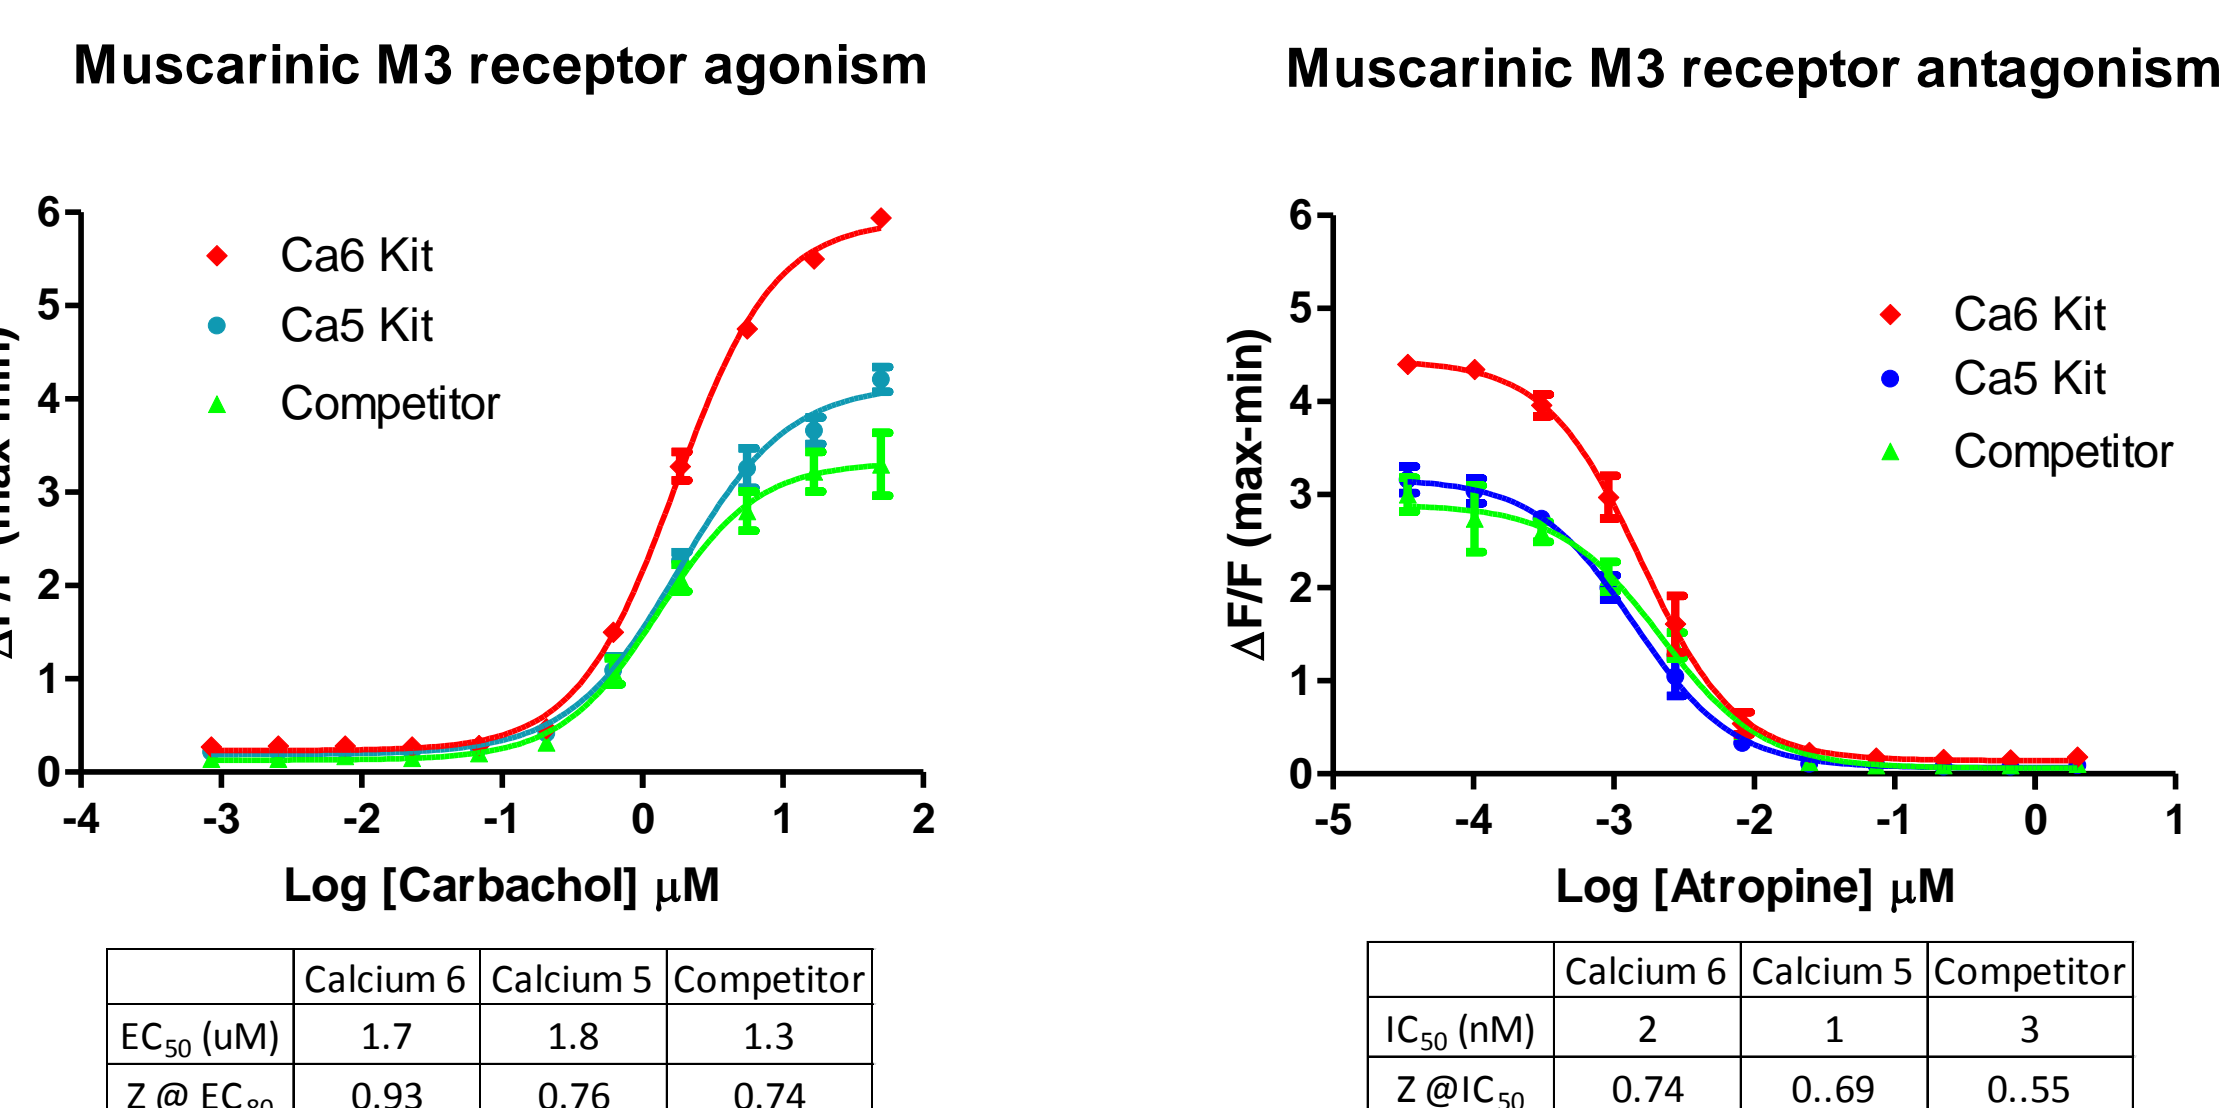 Muscarinic M3 receptor agonism
6
5
4
3
2
1
0
Ca6 Kit
Ca5 Kit
Competitor
-4 -3 -2 -1 0 1 2
Log [Carbachol] μM
Calcium 6 Calcium 5 Competitor
EC50 (uM) 1.7 1.8 1.3
Z @ EC80 0.93 0.76 0.74
Muscarinic M3 receptor antagonism
ΔF/F (max-min)
6
5
4
3
2
1
0
Ca6 Kit
Ca5 Kit
Competitor
-5 -4 -3 -2 -1 0 1
Log [Atropine] μM
Calcium 6 Calcium 5 Competitor
IC50 (nM) 2 1 3
Z @IC50 0.74 0..69 0..55